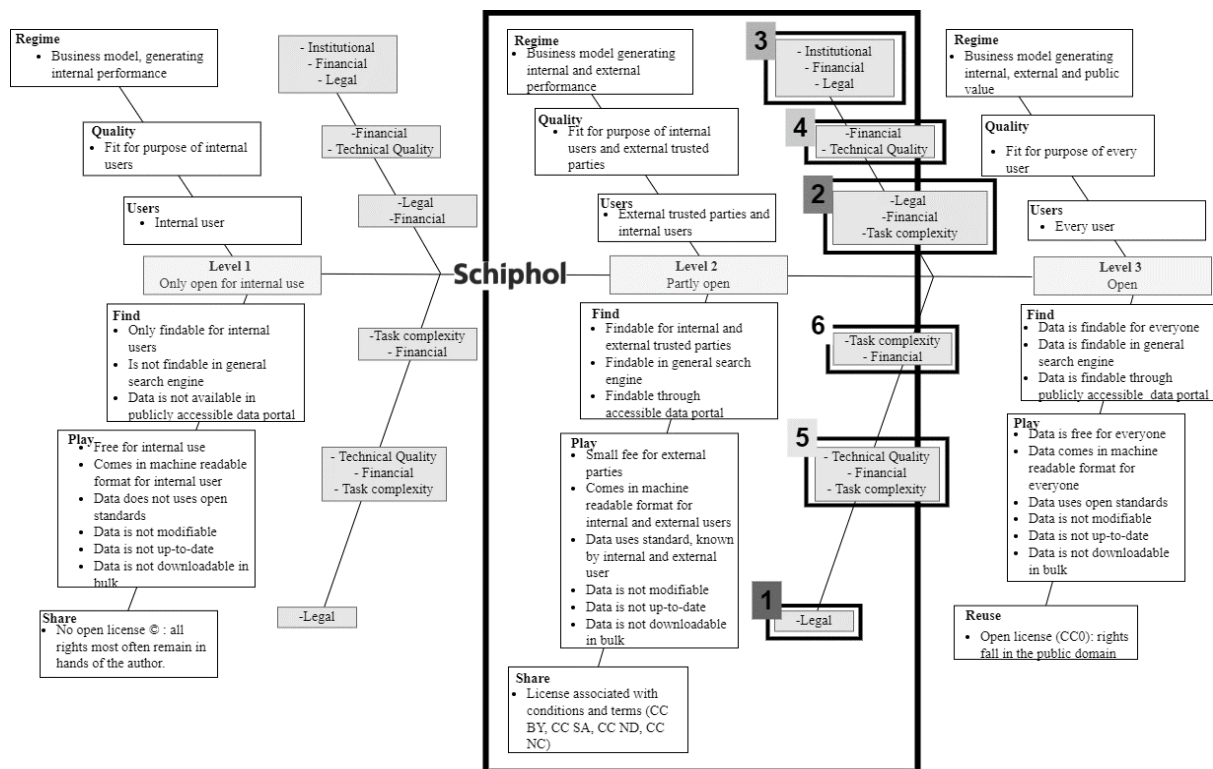 Regime
• Business model, generating
internal performance
Quality
• Fit for purpose of internal
users
Users
• Internal user
Level 1
Only open for internal use
Find
• Only findable for internal
users
• Is not findable in general
search engine
• Data is not available in
publicly accessible data portal
Play
• Free for internal use
• Comes in machine readable
format for internal user
• Data does not uses open
standards
• Data is not modifiable
• Data is not up-to-date
• Data is not downloadable in
bulk
Share
• No open license © : all
rights most often remain in
hands of the author.
- Institutional
- Financial
- Legal
-Financial
- Technical Quality
-Legal
-Financial
-Task complexity
- Financial
- Technical Quality
- Financial
- Task complexity
-Legal
Schiphol
Regime
• Business model generating
internal and external
performance
Quality
• Fit for purpose of internal
users and external trusted
parties
Users
• External trusted parties and
internal users
Level 2
Partly open
Find
• Findable for internal and
external trusted parties
• Findable in general search
engine
• Findable through
accessible data portal
Play
• Small fee for external
parties
• Comes in machine
readable format for
internal and external users
• Data uses standard, known
by internal and external
user
• Data is not modifiable
• Data is not up-to-date
• Data is not downloadable
in bulk
Share
• License associated with
conditions and terms (CC
BY, CC SA, CC ND, CC
NC)
3
- Institutional
- Financial
- Legal
4
-Financial
- Technical Quality
2
-Legal
-Financial
-Task complexity
6
-Task complexity
- Financial
5
- Technical Quality
- Financial
- Task complexity
1
-Legal
Regime
• Business model generating
internal, external and public
value
Quality
• Fit for purpose of every
user
Users
• Every user
Level 3
Open
Find
• Data is findable for everyone
• Data is findable in general
search engine
• Data is findable through
publicly accessible data portal
Play
• Data is free for everyone
• Data comes in machine
readable format for
everyone
• Data uses open standards
• Data is not modifiable
• Data is not up-to-date
• Data is not downloadable
in bulk
Reuse
• Open license (CC0): rights
fall in the public domain